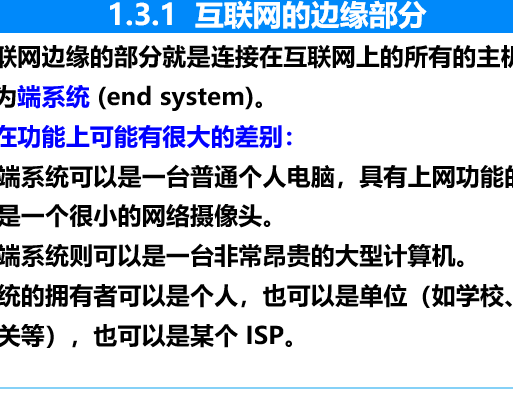 1.3.1 互联网的边缘部分
联网边缘的部分就是连接在互联网上的所有的主机
为端系统 (end system)。
在功能上可能有很大的差别：
端系统可以是一台普通个人电脑，具有上网功能的
是一个很小的网络摄像头。
端系统则可以是一台非常昂贵的大型计算机。
统的拥有者可以是个人，也可以是单位（如学校、
关等），也可以是某个 ISP。